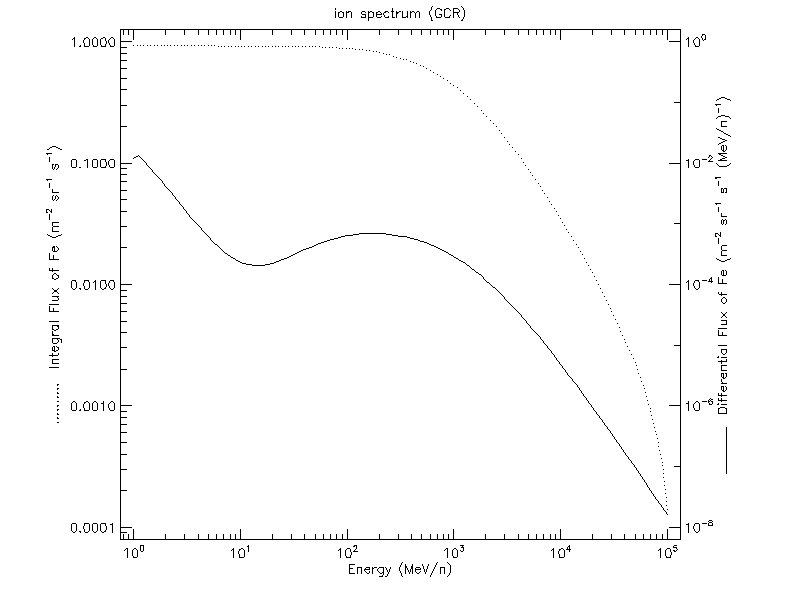 ion spectrum (GCR)
1.0000
0.1000
0.0100
0.0010
0.0001
Integral Flux of Fe (m⁻² sr⁻¹ s⁻¹)
10⁰
10⁻²
10⁻⁴
10⁻⁶
10⁻⁸
Differential Flux of Fe (m⁻² sr⁻¹ s⁻¹ (MeV/n)⁻¹)
10⁰ 10¹ 10² 10³ 10⁴ 10⁵
Energy (MeV/n)